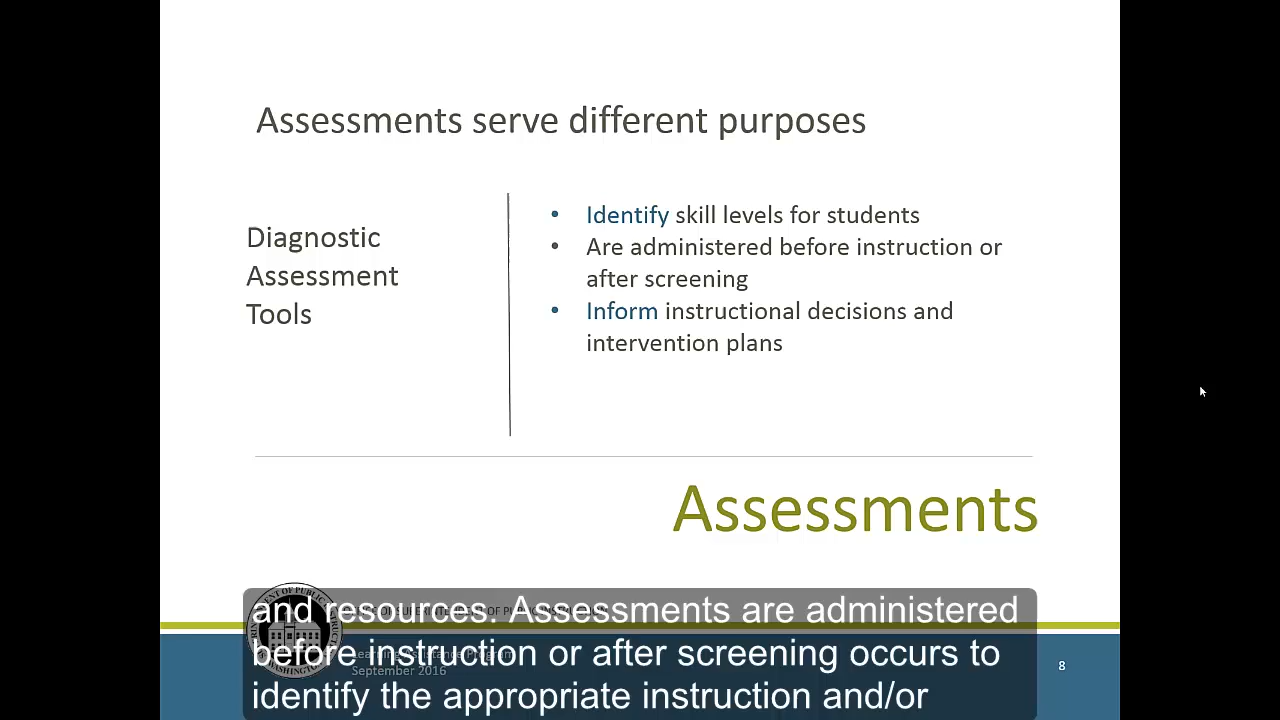 Assessments serve different purposes
Diagnostic
Assessment
Tools
• Identify skill levels for students
• Are administered before instruction or
after screening
• Inform instructional decisions and
intervention plans
Assessments
and resources. Assessments are administered
before instruction or after screening occurs to
identify the appropriate instruction and/or
September 2016
8